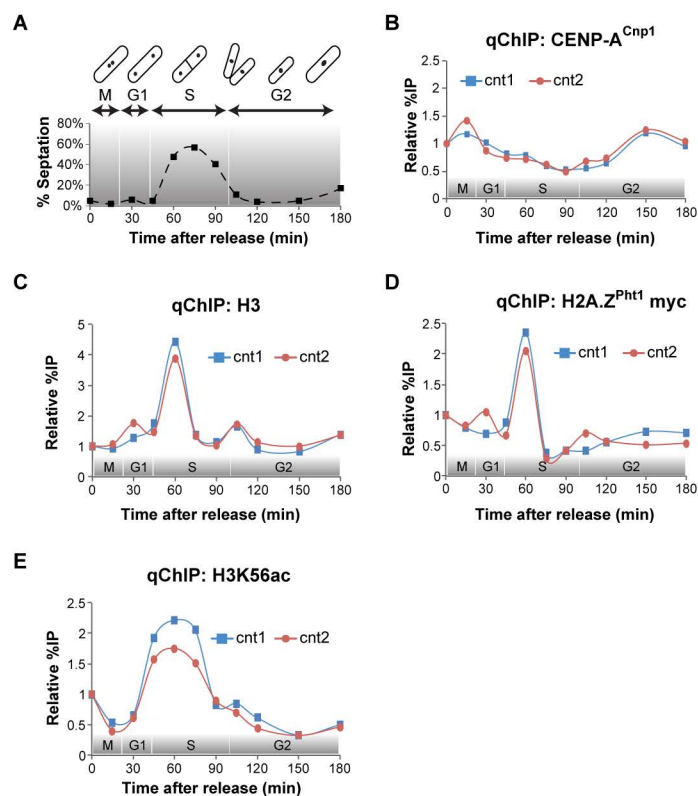 A
M G1 S G2
80%
60%
40%
20%
0%
% Septation
0 30 60 90 120 150 180
Time after release (min)
B
qChIP: CENP-A^Cnp1
cnt1 cnt2
2.5
2
1.5
1
0.5
0
Relative %IP
M G1 S G2
0 30 60 90 120 150 180
Time after release (min)
C
qChIP: H3
cnt1 cnt2
5
4
3
2
1
0
Relative %IP
M G1 S G2
0 30 60 90 120 150 180
Time after release (min)
D
qChIP: H2A.Z^Pht1 myc
cnt1 cnt2
2.5
2
1.5
1
0.5
0
Relative %IP
M G1 S G2
0 30 60 90 120 150 180
Time after release (min)
E
qChIP: H3K56ac
cnt1 cnt2
2.5
2
1.5
1
0.5
0
Relative %IP
M G1 S G2
0 30 60 90 120 150 180
Time after release (min)